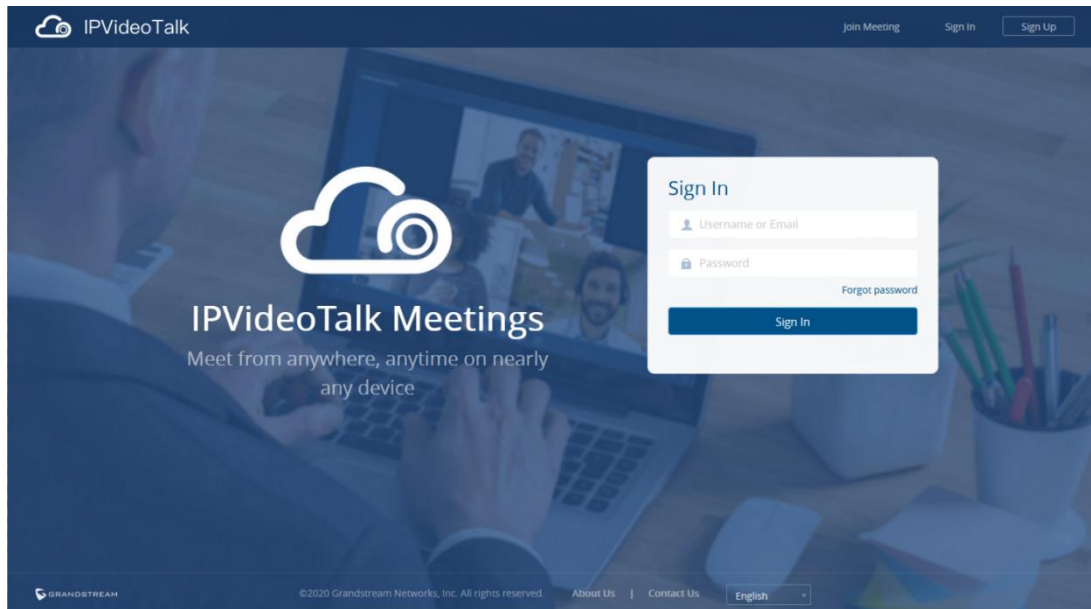 IPVideoTalk
Join Meeting
Sign In
Sign Up
IPVideoTalk Meetings
Meet from anywhere, anytime on nearly
any device
Sign In
Username or Email
Password
Forgot password
Sign In
GRANDSTREAM
©2020 Grandstream Networks, Inc. All rights reserved.
About Us | Contact Us
English